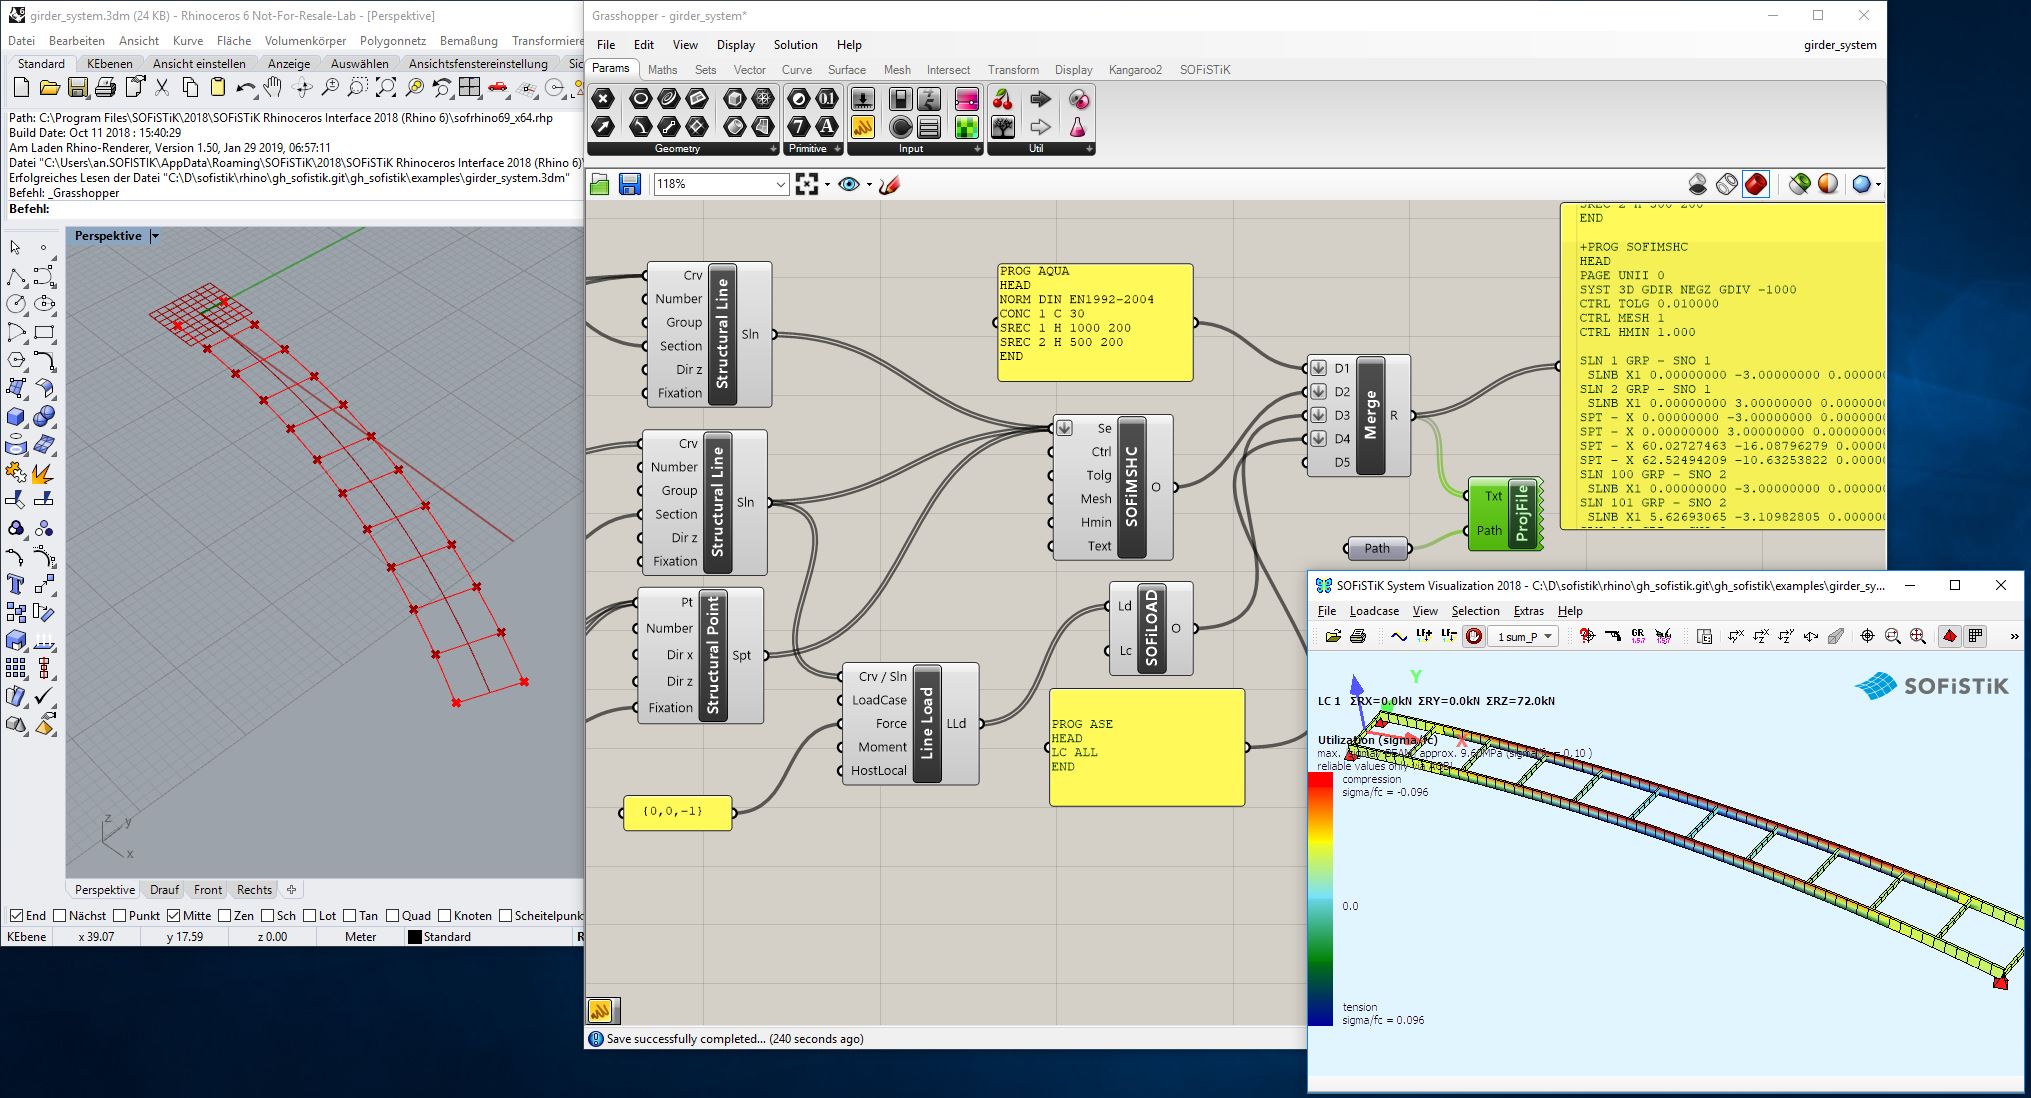 girder_system.3dm (24 KB) - Rhinoceros 6 Not-For-Resale-Lab - [Perspektive]
Datei Bearbeiten Ansicht Kurve Fläche Volumenkörper Polygonnetz Bemaßung Transformiere
Standard KEbenen Ansicht einstellen Anzeige Auswählen Ansichtsfenstereinstellung Sic
Path: C:\Program Files\SOFiSTiK\2018\SOFiSTiK Rhinoceros Interface 2018 (Rhino 6)\sofrhino69_x64.rhp
Build Date: Oct 11 2018 : 15:40:29
Am Laden Rhino-Renderer, Version 1.50, Jan 29 2019, 06:57:11
Datei "C:\Users\an.SOFISTIK\AppData\Roaming\SOFiSTiK\2018\SOFiSTiK Rhinoceros Interface 2018 (Rhino 6)\
Erfolgreiches Lesen der Datei "C:\D\sofistik\rhino\gh_sofistik.git\gh_sofistik\examples\girder_system.3dm"
Befehl: _Grasshopper
Befehl:
Perspektive
z
y
x
Perspektive Drauf Front Rechts
End Nächst Punkt Mitte Zen Sch Lot Tan Quad Knoten Scheitelpunk
KEbene x 39.07 y 17.59 z 0.00 Meter Standard R
Grasshopper - girder_system*
File Edit View Display Solution Help
girder_system
Params Maths Sets Vector Curve Surface Mesh Intersect Transform Display Kangaroo2 SOFiSTiK
Geometry Primitive Input Util
118%
Crv
Number
Group
Section
Dir z
Fixation
Structural Line
Sln
Crv
Number
Group
Section
Dir z
Fixation
Structural Line
Sln
Pt
Number
Dir x
Dir z
Fixation
Structural Point
Spt
{0,0,-1}
Crv / Sln
LoadCase
Force
Moment
HostLocal
Line Load
LLd
PROG AQUA
HEAD
NORM DIN EN1992-2004
CONC 1 C 30
SREC 1 H 1000 200
SREC 2 H 500 200
END
Se
Ctrl
Tolg
Mesh
Hmin
Text
SOFiMSHC
O
Ld
Lc
SOFiLOAD
O
PROG ASE
HEAD
LC ALL
END
D1
D2
D3
D4
D5
Merge
R
Path
Txt
Path
ProjFile
SREC 2 H 500 200
END
+PROG SOFIMSHC
HEAD
PAGE UNII 0
SYST 3D GDIR NEGZ GDIV -1000
CTRL TOLG 0.010000
CTRL MESH 1
CTRL HMIN 1.000
SLN 1 GRP - SNO 1
SLNB X1 0.00000000 -3.00000000 0.00000
SLN 2 GRP - SNO 1
SLNB X1 0.00000000 3.00000000 0.00000
SPT - X 0.00000000 -3.00000000 0.00000
SPT - X 0.00000000 3.00000000 0.00000
SPT - X 60.02727463 -16.08796279 0.0000
SPT - X 62.52494209 -10.63253822 0.0000
SLN 100 GRP - SNO 2
SLNB X1 0.00000000 -3.00000000 0.00000
SLN 101 GRP - SNO 2
SLNB X1 5.62693065 -3.10982805 0.00000
Save successfully completed... (240 seconds ago)
SOFiSTiK System Visualization 2018 - C:\D\sofistik\rhino\gh_sofistik.git\gh_sofistik\examples\girder_sy...
File Loadcase View Selection Extras Help
LF+ LF- 1 sum_P GR »
Y
X
SOFiSTiK
LC 1 ΣRX=0.0kN ΣRY=0.0kN ΣRZ=72.0kN
Utilization (sigma/fc)
max. approx. 9.60MPa
reliable values only
compression
sigma/fc = -0.096
0.0
tension
sigma/fc = 0.096